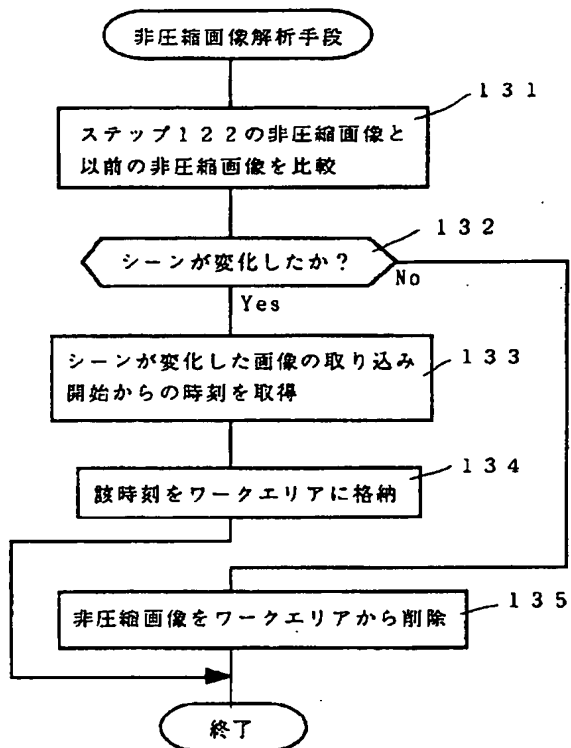 非圧縮画像解析手段
131
ステップ122の非圧縮画像と
以前の非圧縮画像を比較
132
シーンが変化したか?
No
Yes
シーンが変化した画像の取り込み
開始からの時刻を取得
133
134
該時刻をワークエリアに格納
非圧縮画像をワークエリアから削除
135
終了